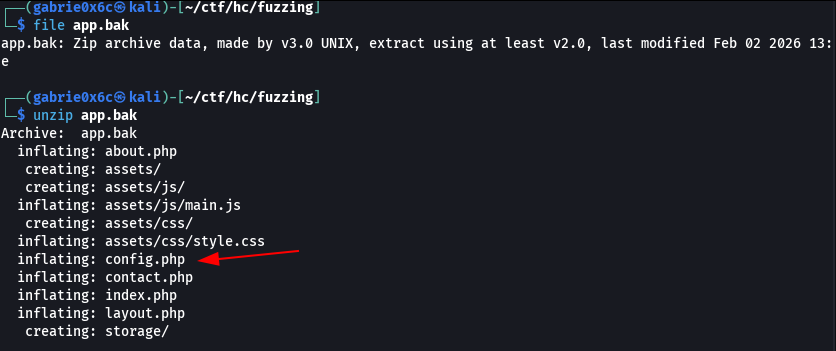 ┌──(gabrie0x6c㉿kali)-[~/ctf/hc/fuzzing]
└─$ file app.bak
app.bak: Zip archive data, made by v3.0 UNIX, extract using at least v2.0, last modified Feb 02 2026 13:
e
┌──(gabrie0x6c㉿kali)-[~/ctf/hc/fuzzing]
└─$ unzip app.bak
Archive:  app.bak
  inflating: about.php
   creating: assets/
   creating: assets/js/
  inflating: assets/js/main.js
   creating: assets/css/
  inflating: assets/css/style.css
  inflating: config.php
  inflating: contact.php
  inflating: index.php
  inflating: layout.php
   creating: storage/